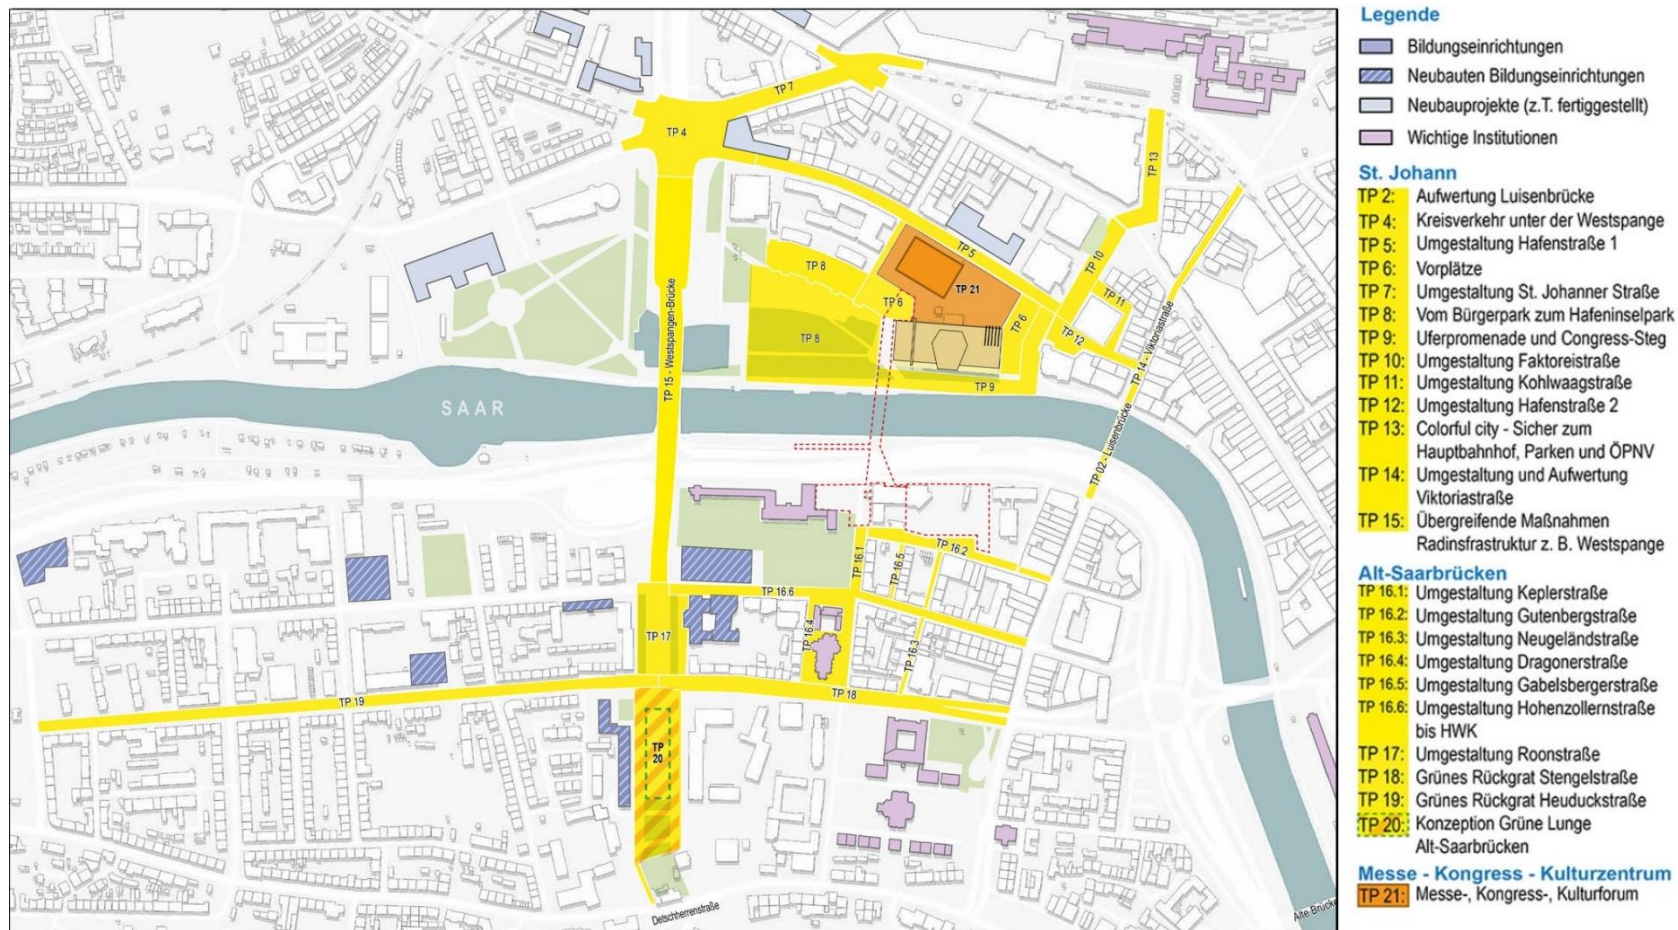 TP 7
TP 4
TP 13
TP 5
TP 10
TP 8
TP 21
TP 11
TP 6
TP 6
TP 12
TP 8
TP 9
TP 14 - Viktoriastraße
TP 15 - Westspangen-Brücke
SAAR
TP 02 - Luisenbrücke
TP 16.1
TP 16.2
TP 16.5
TP 16.6
TP 17
TP 16.4
TP 16.3
TP 19
TP 18
TP
20
Detschherrenstraße
Alte Brücke
Legende
Bildungseinrichtungen
Neubauten Bildungseinrichtungen
Neubauprojekte (z.T. fertiggestellt)
Wichtige Institutionen
St. Johann
TP 2: Aufwertung Luisenbrücke
TP 4: Kreisverkehr unter der Westspange
TP 5: Umgestaltung Hafenstraße 1
TP 6: Vorplätze
TP 7: Umgestaltung St. Johanner Straße
TP 8: Vom Bürgerpark zum Hafeninselpark
TP 9: Uferpromenade und Congress-Steg
TP 10: Umgestaltung Faktoreistraße
TP 11: Umgestaltung Kohlwaagstraße
TP 12: Umgestaltung Hafenstraße 2
TP 13: Colorful city - Sicher zum
Hauptbahnhof, Parken und ÖPNV
TP 14: Umgestaltung und Aufwertung
Viktoriastraße
TP 15: Übergreifende Maßnahmen
Radinsfrastruktur z. B. Westspange
Alt-Saarbrücken
TP 16.1: Umgestaltung Keplerstraße
TP 16.2: Umgestaltung Gutenbergstraße
TP 16.3: Umgestaltung Neugeländstraße
TP 16.4: Umgestaltung Dragonerstraße
TP 16.5: Umgestaltung Gabelsbergerstraße
TP 16.6: Umgestaltung Hohenzollernstraße
bis HWK
TP 17: Umgestaltung Roonstraße
TP 18: Grünes Rückgrat Stengelstraße
TP 19: Grünes Rückgrat Heuduckstraße
TP 20: Konzeption Grüne Lunge
Alt-Saarbrücken
Messe - Kongress - Kulturzentrum
TP 21: Messe-, Kongress-, Kulturforum